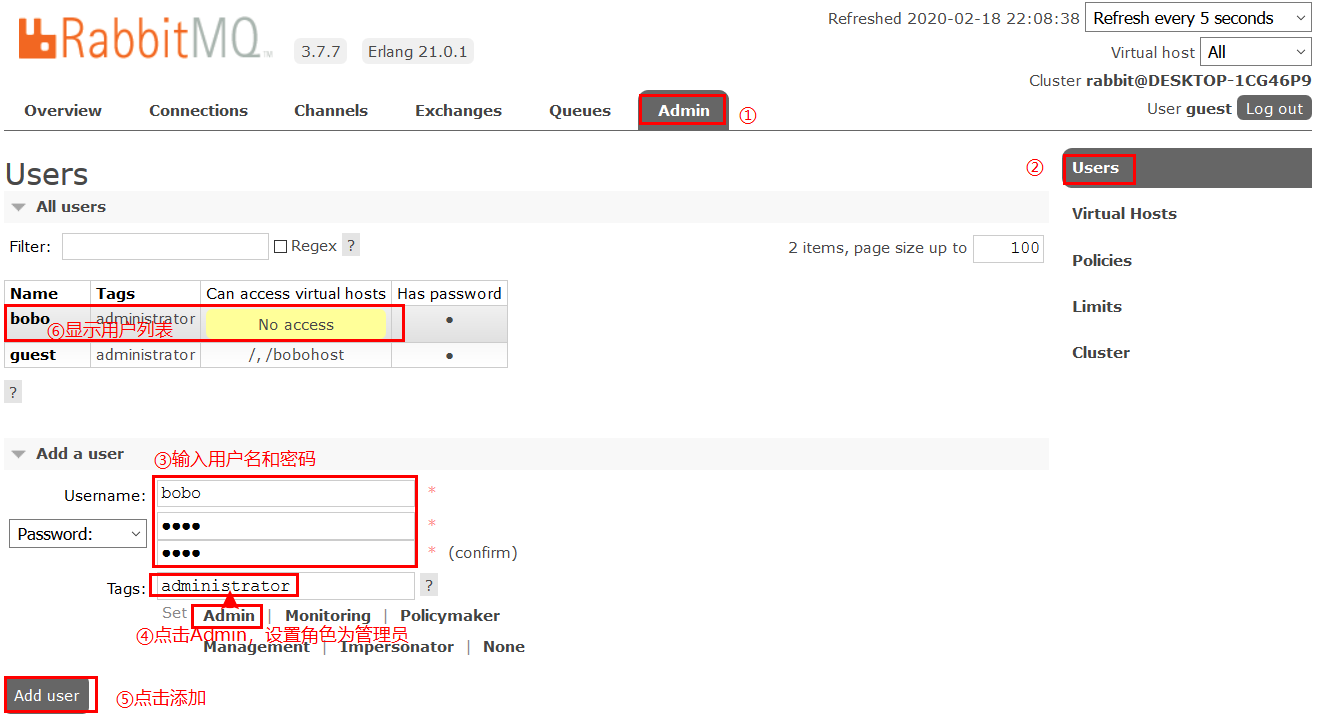 Refreshed 2020-02-18 22:08:38 Refresh every 5 seconds
RabbitMQ TM 3.7.7 Erlang 21.0.1
Virtual host All
Cluster rabbit@DESKTOP-1CG46P9
User guest Log out
Overview Connections Channels Exchanges Queues Admin ①
Users
② Users
Virtual Hosts
Policies
Limits
Cluster
All users
Filter: Regex ? 2 items, page size up to 100
Name Tags Can access virtual hosts Has password
bobo administrator No access ●
⑥显示用户列表
guest administrator /, /bobohost ●
?
Add a user ③输入用户名和密码
Username: bobo *
Password: ●●●● *
●●●● * (confirm)
Tags: administrator ?
Set Admin | Monitoring | Policymaker
④点击Admin，设置角色为管理员
Management | Impersonator | None
Add user ⑤点击添加